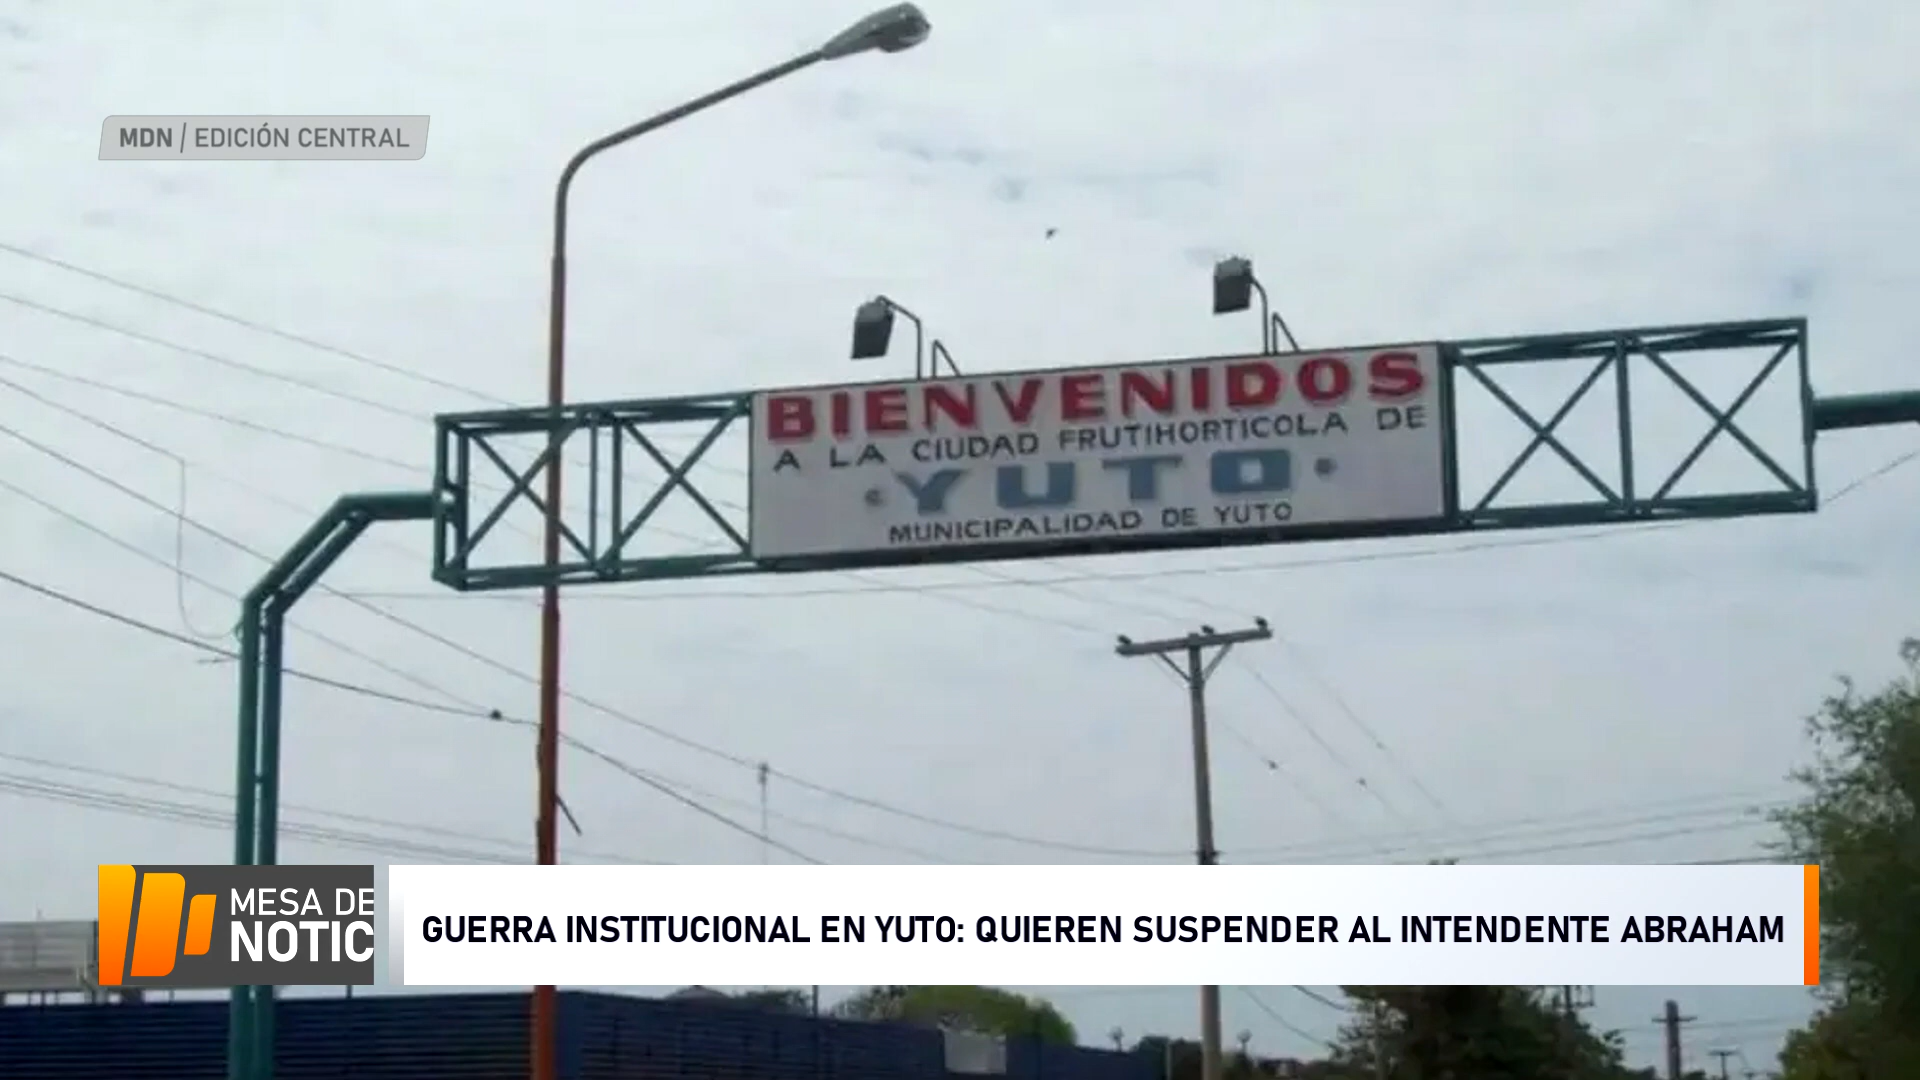 MDN | EDICIÓN CENTRAL
BIENVENIDOS
A LA CIUDAD FRUTIHORTICOLA DE
YUTO
MUNICIPALIDAD DE YUTO
MESA DE
NOTIC
GUERRA INSTITUCIONAL EN YUTO: QUIEREN SUSPENDER AL INTENDENTE ABRAHAM